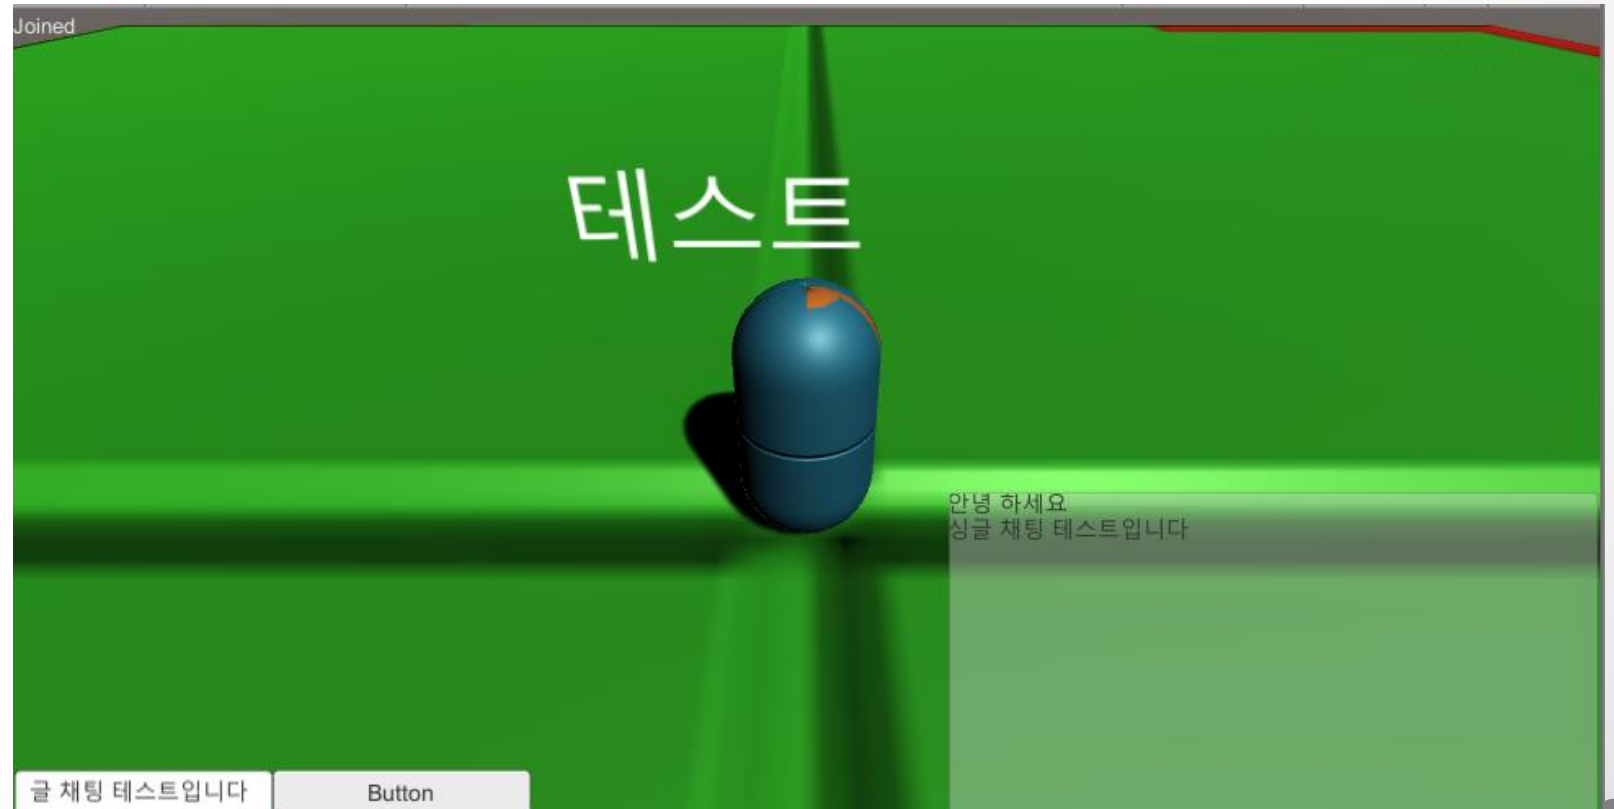 Joined
테스트
안녕 하세요
싱글 채팅 테스트입니다
글 채팅 테스트입니다
Button